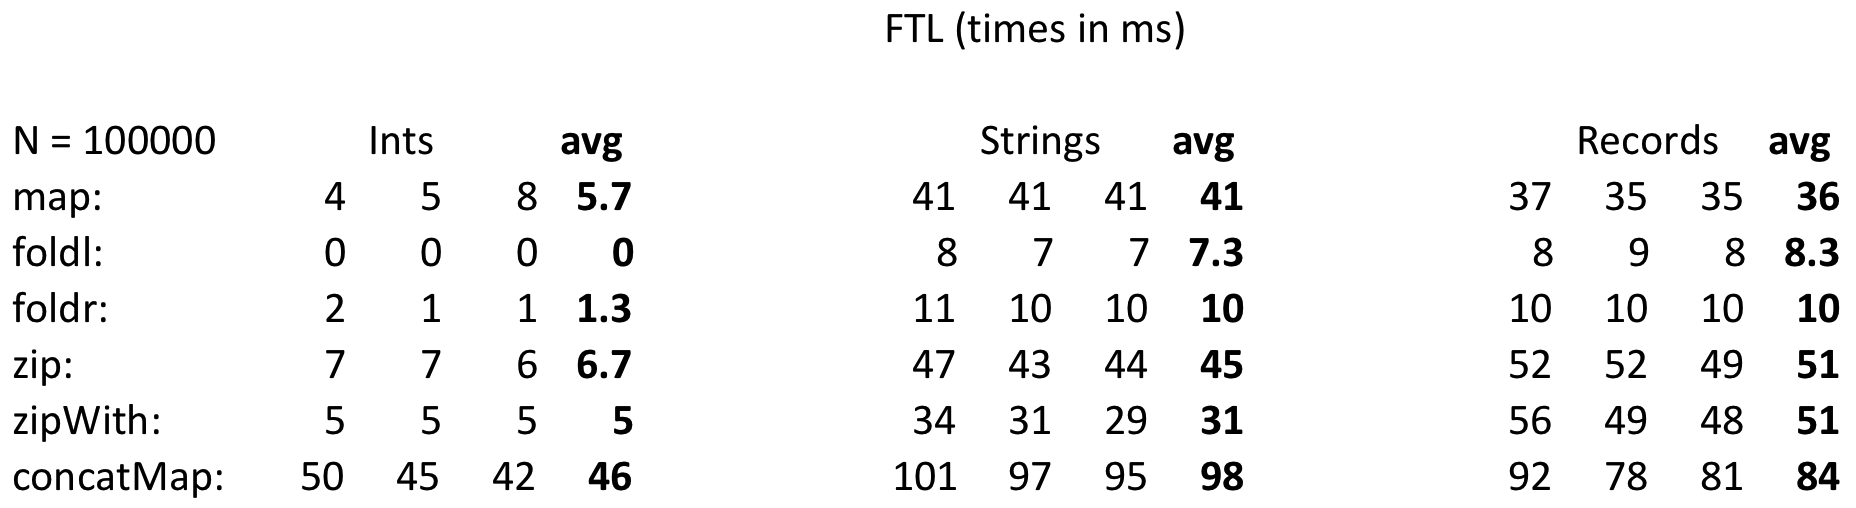 FTL (times in ms)
N = 100000 Ints avg Strings avg Records avg
map: 4 5 8 5.7 41 41 41 41 37 35 35 36
foldl: 0 0 0 0 8 7 7 7.3 8 9 8 8.3
foldr: 2 1 1 1.3 11 10 10 10 10 10 10 10
zip: 7 7 6 6.7 47 43 44 45 52 52 49 51
zipWith: 5 5 5 5 34 31 29 31 56 49 48 51
concatMap: 50 45 42 46 101 97 95 98 92 78 81 84